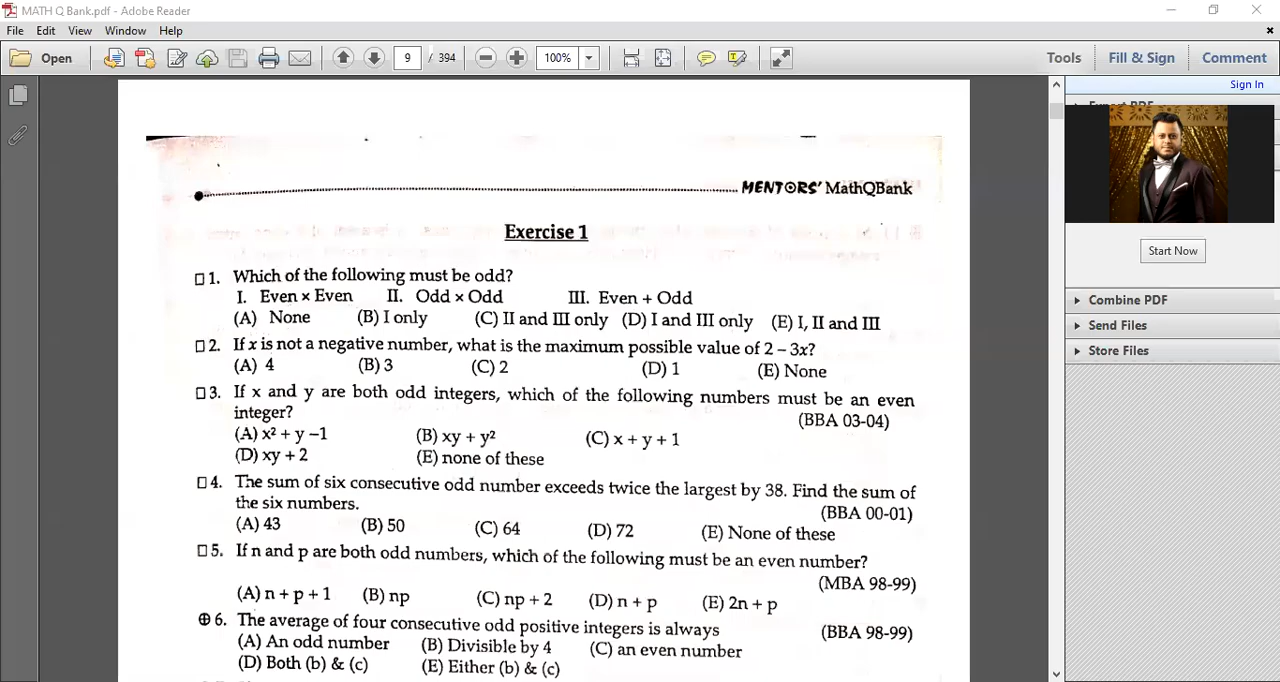 MATH Q Bank.pdf - Adobe Reader
File Edit View Window Help
Open 9 / 394 100% Tools Fill & Sign Comment
Sign In
Export PDF
MENTORS' MathQBank
Exercise 1
Start Now
1. Which of the following must be odd?
I. Even × Even II. Odd × Odd III. Even + Odd
(A) None (B) I only (C) II and III only (D) I and III only (E) I, II and III
Combine PDF
Send Files
Store Files
2. If x is not a negative number, what is the maximum possible value of 2 – 3x?
(A) 4 (B) 3 (C) 2 (D) 1 (E) None
3. If x and y are both odd integers, which of the following numbers must be an even
integer? (BBA 03-04)
(A) x² + y –1 (B) xy + y² (C) x + y + 1
(D) xy + 2 (E) none of these
4. The sum of six consecutive odd number exceeds twice the largest by 38. Find the sum of
the six numbers. (BBA 00-01)
(A) 43 (B) 50 (C) 64 (D) 72 (E) None of these
5. If n and p are both odd numbers, which of the following must be an even number?
(MBA 98-99)
(A) n + p + 1 (B) np (C) np + 2 (D) n + p (E) 2n + p
6. The average of four consecutive odd positive integers is always (BBA 98-99)
(A) An odd number (B) Divisible by 4 (C) an even number
(D) Both (b) & (c) (E) Either (b) & (c)